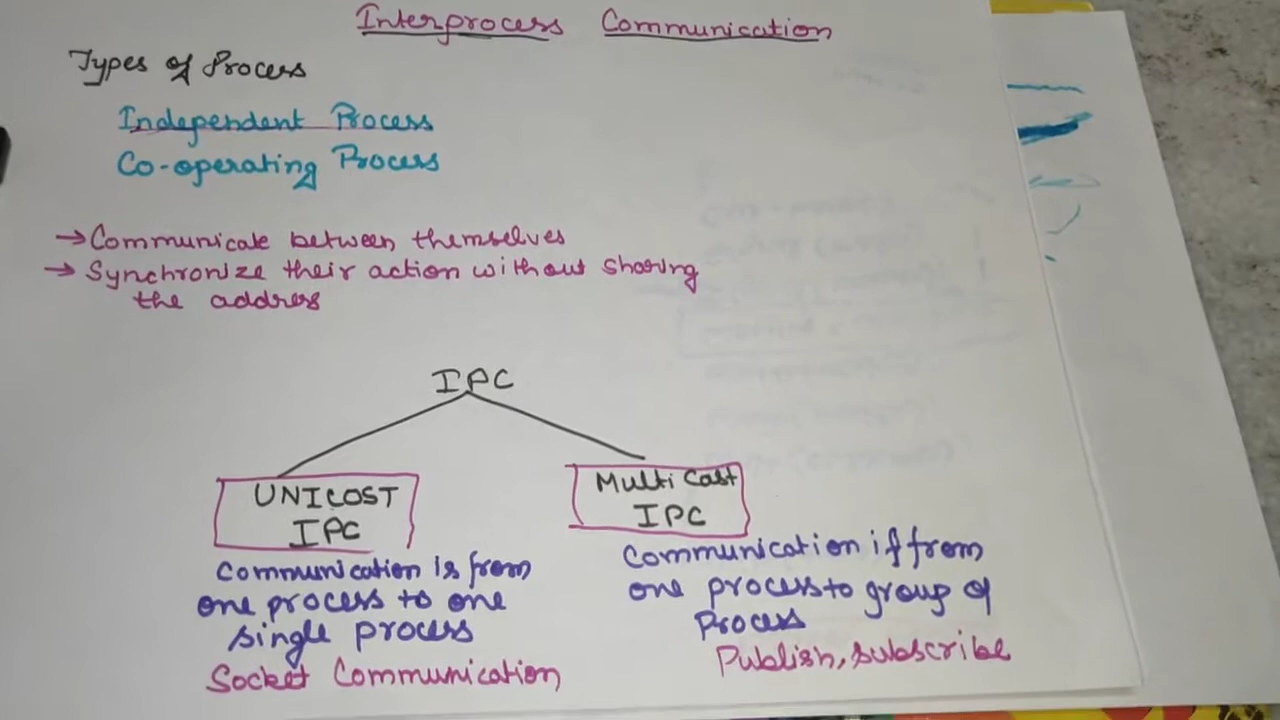 Interprocess Communication
Types of Process
Independent Process
Co-operating Process
→ Communicate between themselves
→ Synchronize their action without sharing
the address
IPC
UNICOST
IPC
Multi Cast
IPC
Communication is from
one process to one
single process
Socket Communication
Communication if from
one process to group of
Process
Publish, subscribe